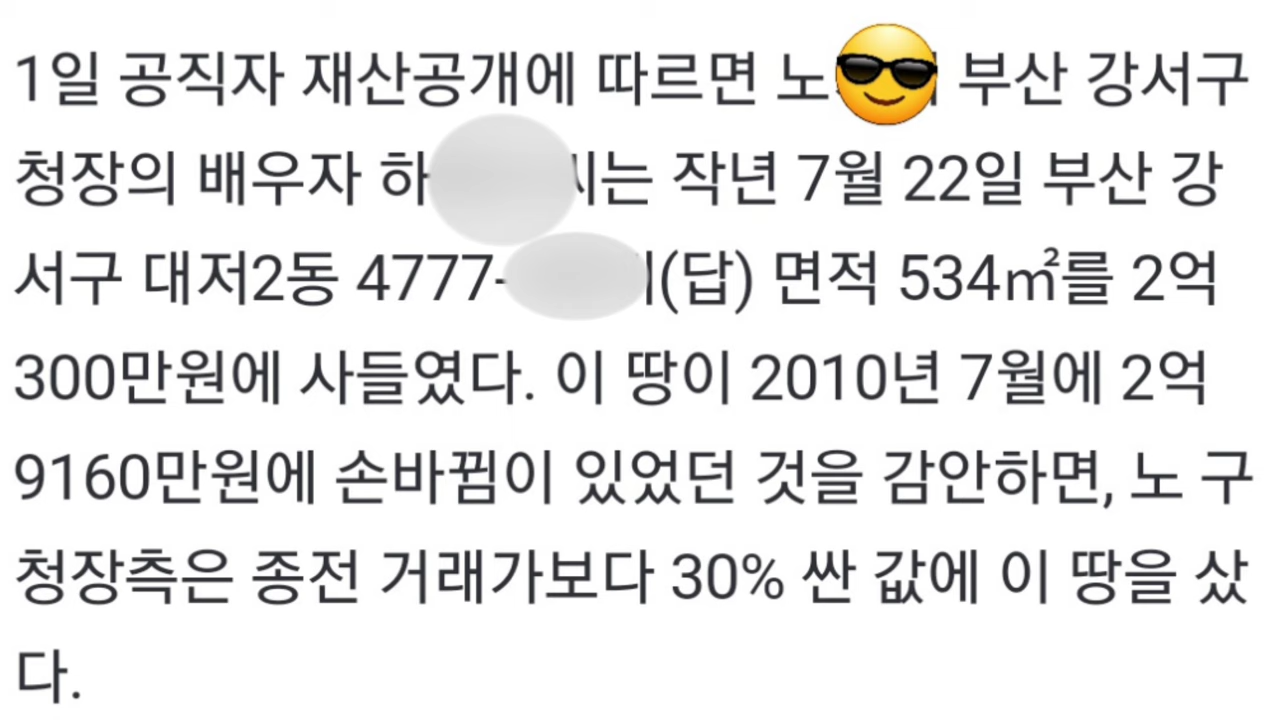 1일 공직자 재산공개에 따르면 노 부산 강서구
청장의 배우자 하 씨는 작년 7월 22일 부산 강
서구 대저2동 4777- (답) 면적 534㎡를 2억
300만원에 사들였다. 이 땅이 2010년 7월에 2억
9160만원에 손바뀜이 있었던 것을 감안하면, 노 구
청장측은 종전 거래가보다 30% 싼 값에 이 땅을 샀
다.